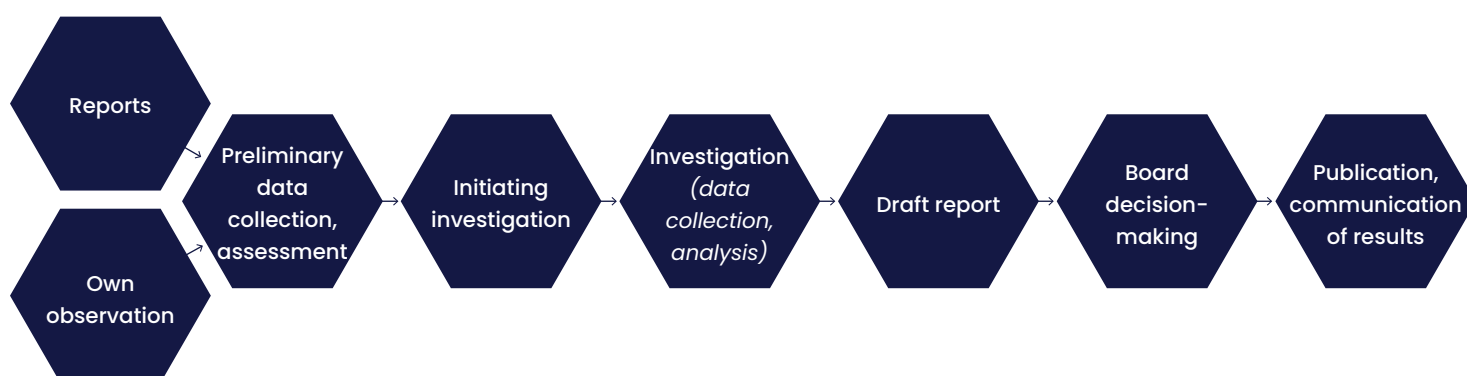 Reports
Own
observation
Preliminary
data
collection,
assessment
Initiating
investigation
Investigation
(data
collection,
analysis)
Draft report
Board
decision-
making
Publication,
communication
of results